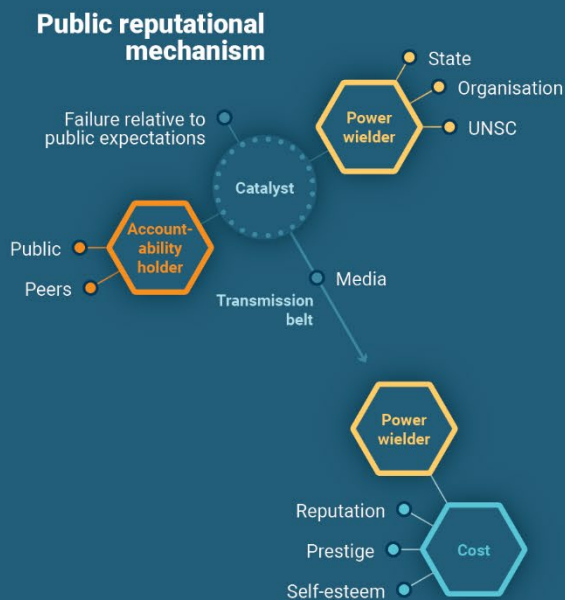 Public reputational
mechanism
State
Organisation
UNSC
Power
wielder
Failure relative to
public expectations
Catalyst
Account-
ability
holder
Public
Peers
Media
Transmission
belt
Power
wielder
Reputation
Prestige
Self-esteem
Cost